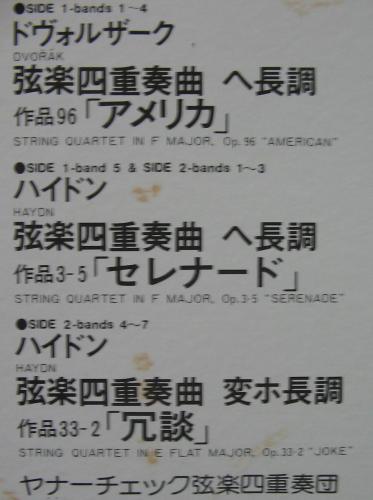 ●SIDE 1-bands 1〜4
ドヴォルザーク
DVOŘÁK
弦楽四重奏曲 ヘ長調
作品96「アメリカ」
STRING QUARTET IN F MAJOR, Op.96 "AMERICAN"
●SIDE 1-band 5 & SIDE 2-bands 1〜3
ハイドン
HAYDN
弦楽四重奏曲 ヘ長調
作品3-5「セレナード」
STRING QUARTET IN F MAJOR, Op.3-5 "SERENADE"
●SIDE 2-bands 4〜7
ハイドン
HAYDN
弦楽四重奏曲 変ホ長調
作品33-2「冗談」
STRING QUARTET IN E FLAT MAJOR, Op.33-2 "JOKE"
ヤナーチェック弦楽四重奏団